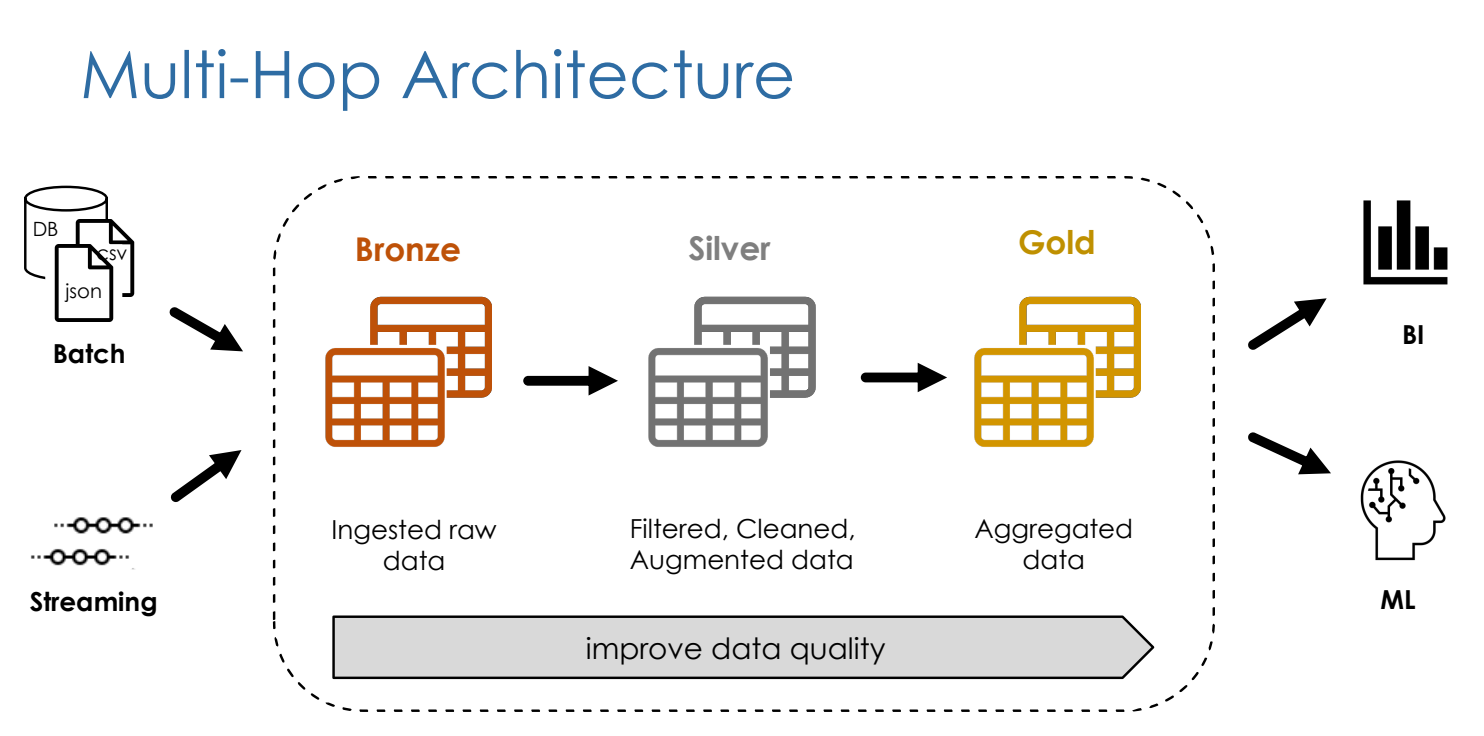 Multi-Hop Architecture
DB
csv
json
Batch
Streaming
Bronze
Ingested raw
data
Silver
Filtered, Cleaned,
Augmented data
Gold
Aggregated
data
improve data quality
BI
ML